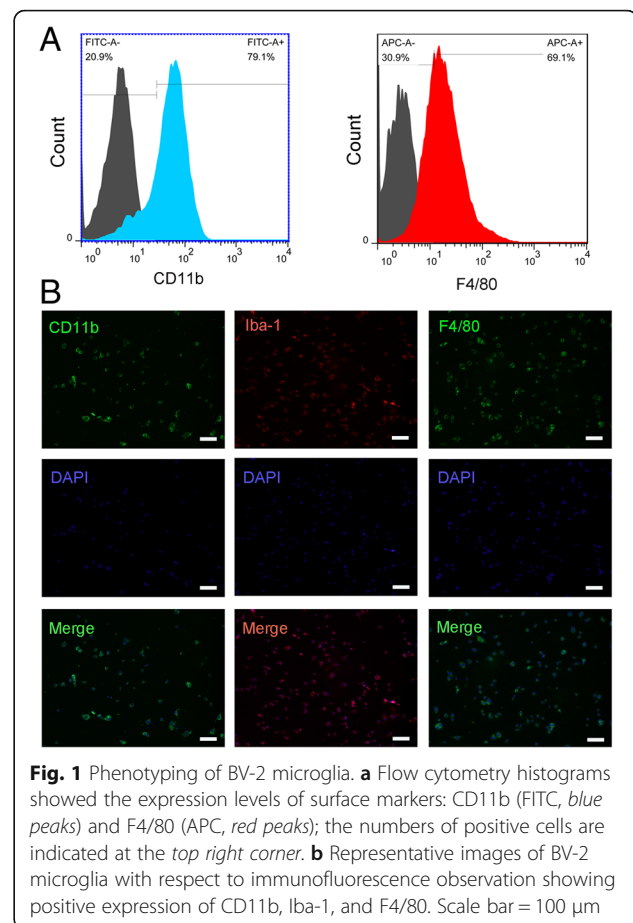 A
FITC-A- FITC-A+
20.9% 79.1%
Count
0
10^0 10^1 10^2 10^3 10^4
CD11b
APC-A- APC-A+
30.9% 69.1%
Count
0
10^0 10^1 10^2 10^3 10^4
F4/80
B
CD11b Iba-1 F4/80
DAPI DAPI DAPI
Merge Merge Merge
Fig. 1 Phenotyping of BV-2 microglia. a Flow cytometry histograms
showed the expression levels of surface markers: CD11b (FITC, blue
peaks) and F4/80 (APC, red peaks); the numbers of positive cells are
indicated at the top right corner. b Representative images of BV-2
microglia with respect to immunofluorescence observation showing
positive expression of CD11b, Iba-1, and F4/80. Scale bar = 100 μm